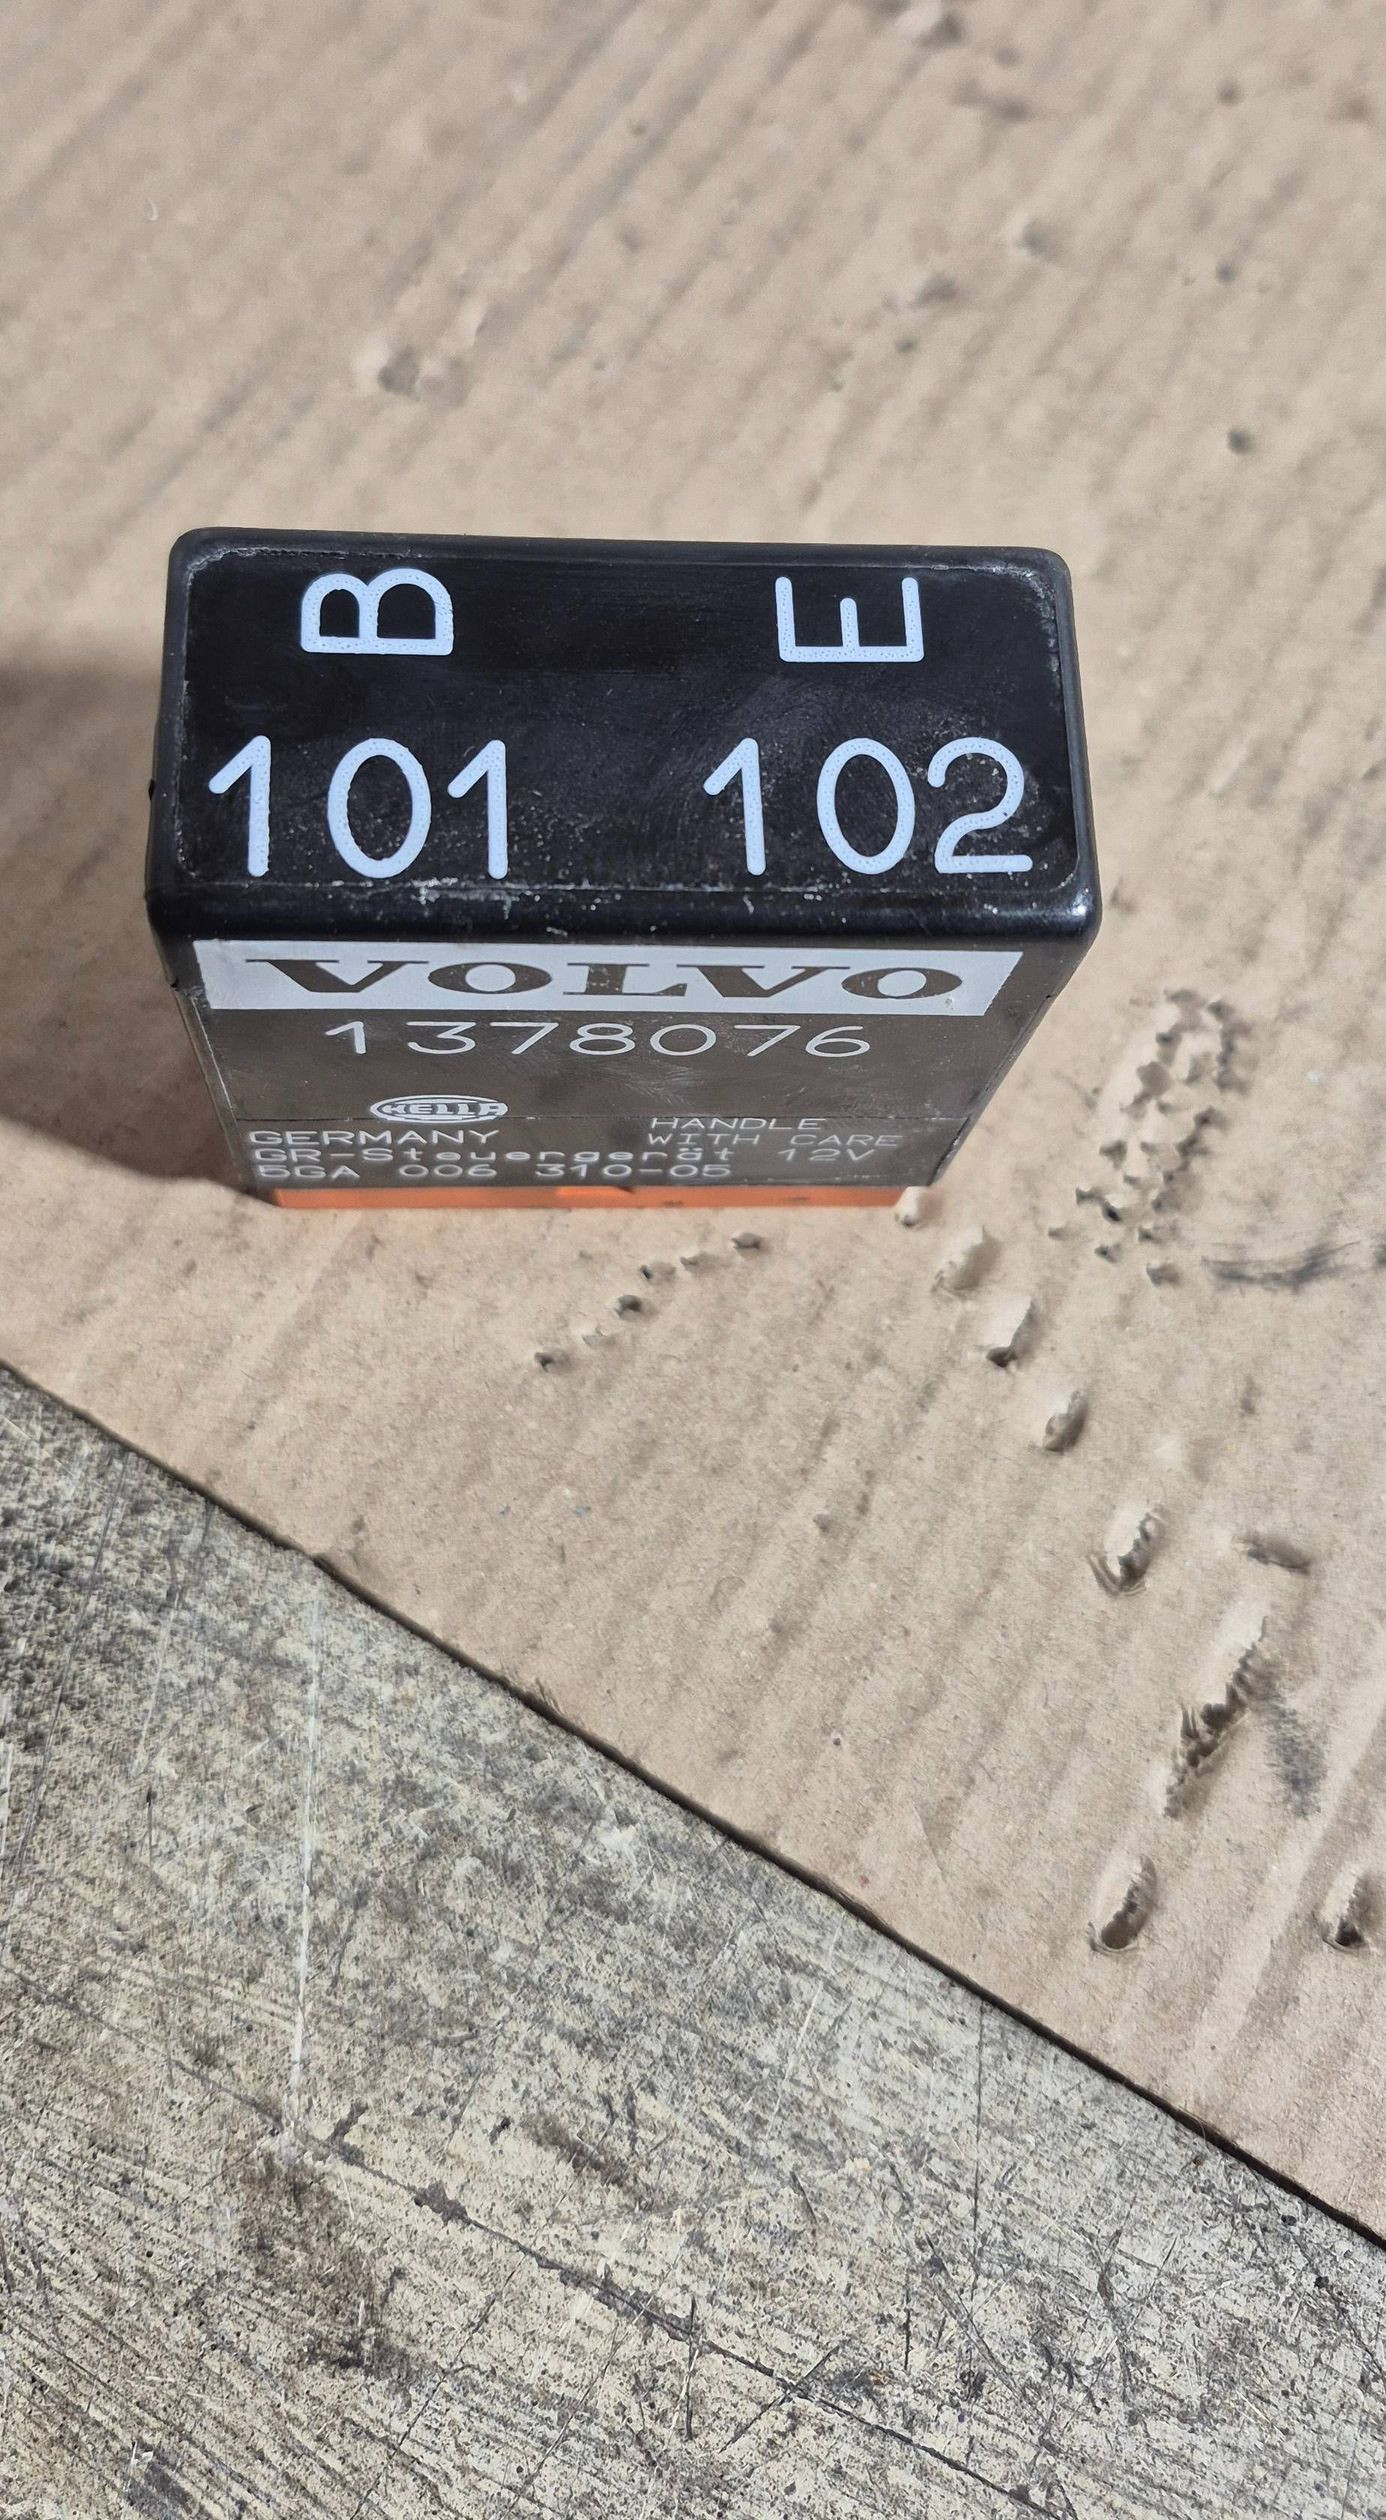 B E
101 102
VOLVO
1378076
HELLA
GERMANY
HANDLE
WITH CARE
GR-Steuergerät 12V
5GA 006 310-05